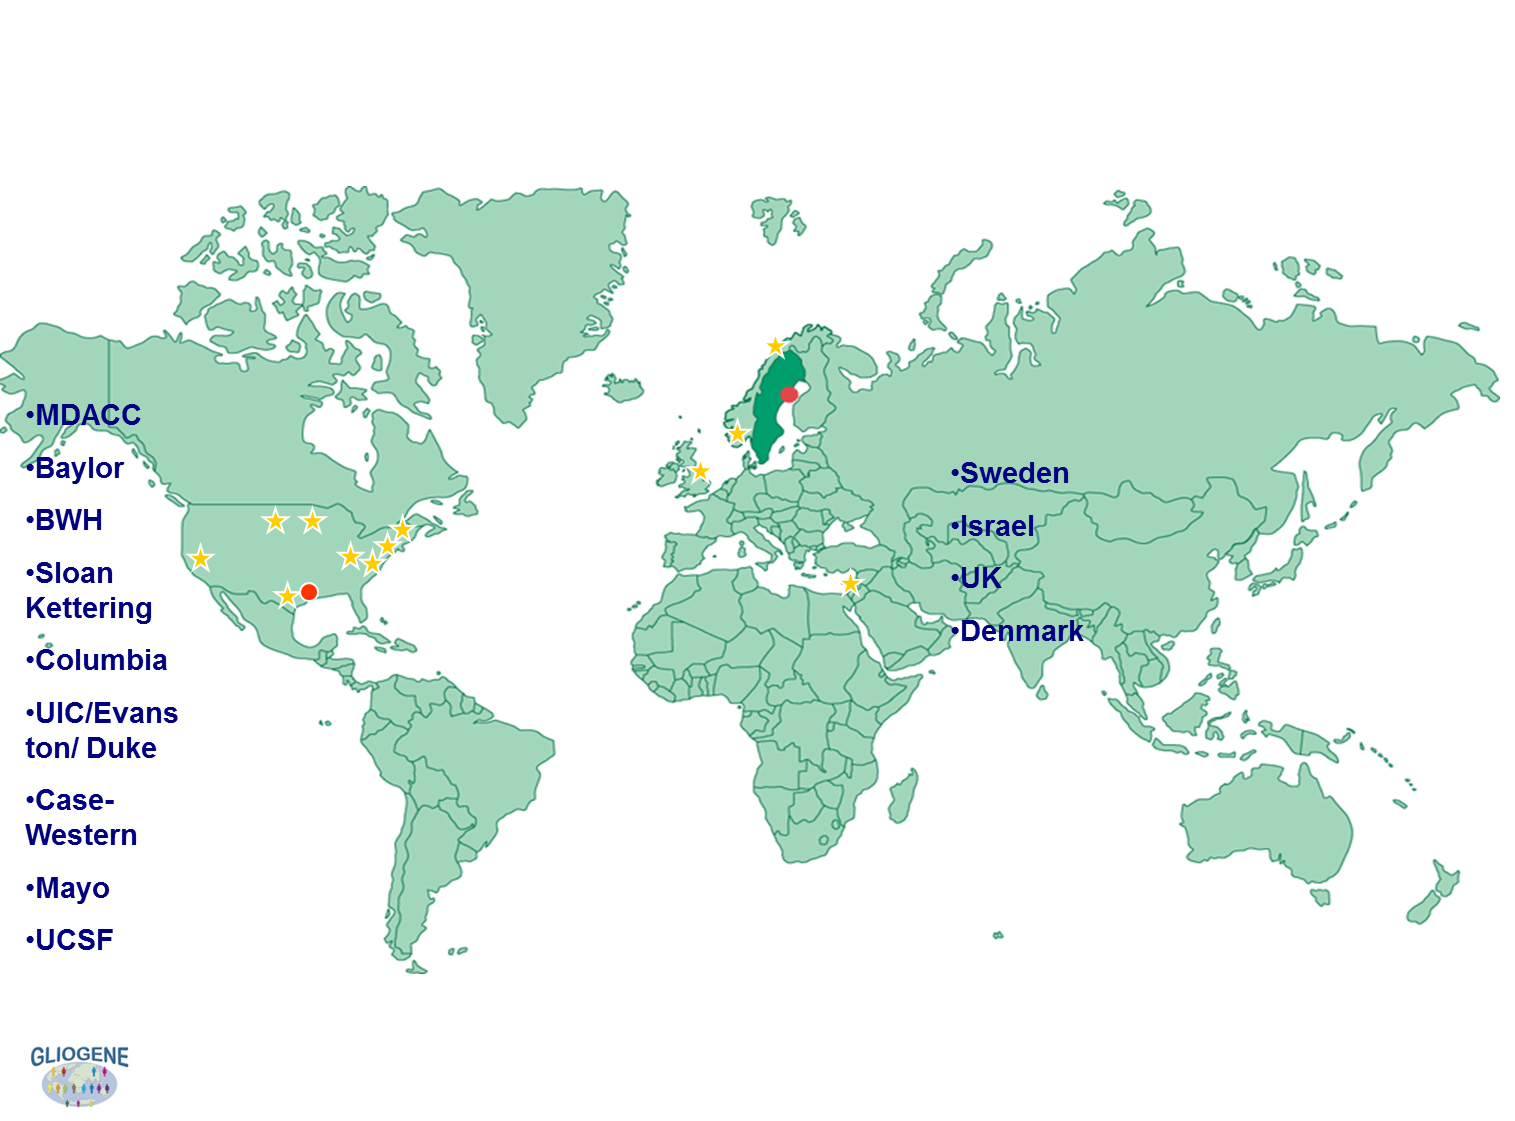 •MDACC
•Baylor
•BWH
•Sloan
Kettering
•Columbia
•UIC/Evans
ton/ Duke
•Case-
Western
•Mayo
•UCSF
•Sweden
•Israel
•UK
•Denmark
GLIOGENE